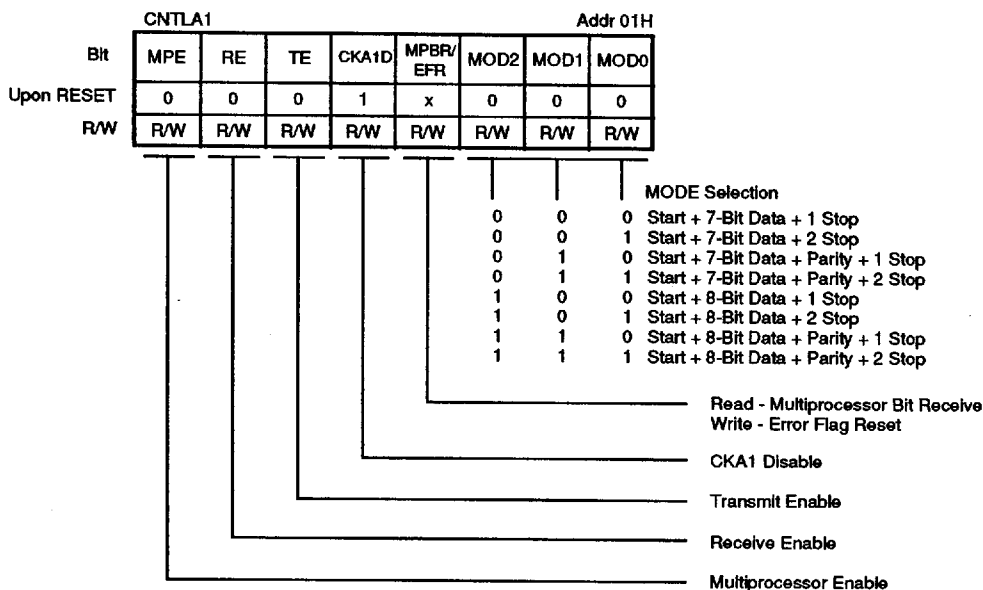 CNTLA1 Addr 01H
Bit MPE RE TE CKA1D MPBR/ EFR MOD2 MOD1 MOD0
Upon RESET 0 0 0 1 x 0 0 0
R/W R/W R/W R/W R/W R/W R/W R/W R/W
MODE Selection
0 0 0 Start + 7-Bit Data + 1 Stop
0 0 1 Start + 7-Bit Data + 2 Stop
0 1 0 Start + 7-Bit Data + Parity + 1 Stop
0 1 1 Start + 7-Bit Data + Parity + 2 Stop
1 0 0 Start + 8-Bit Data + 1 Stop
1 0 1 Start + 8-Bit Data + 2 Stop
1 1 0 Start + 8-Bit Data + Parity + 1 Stop
1 1 1 Start + 8-Bit Data + Parity + 2 Stop
Read - Multiprocessor Bit Receive
Write - Error Flag Reset
CKA1 Disable
Transmit Enable
Receive Enable
Multiprocessor Enable